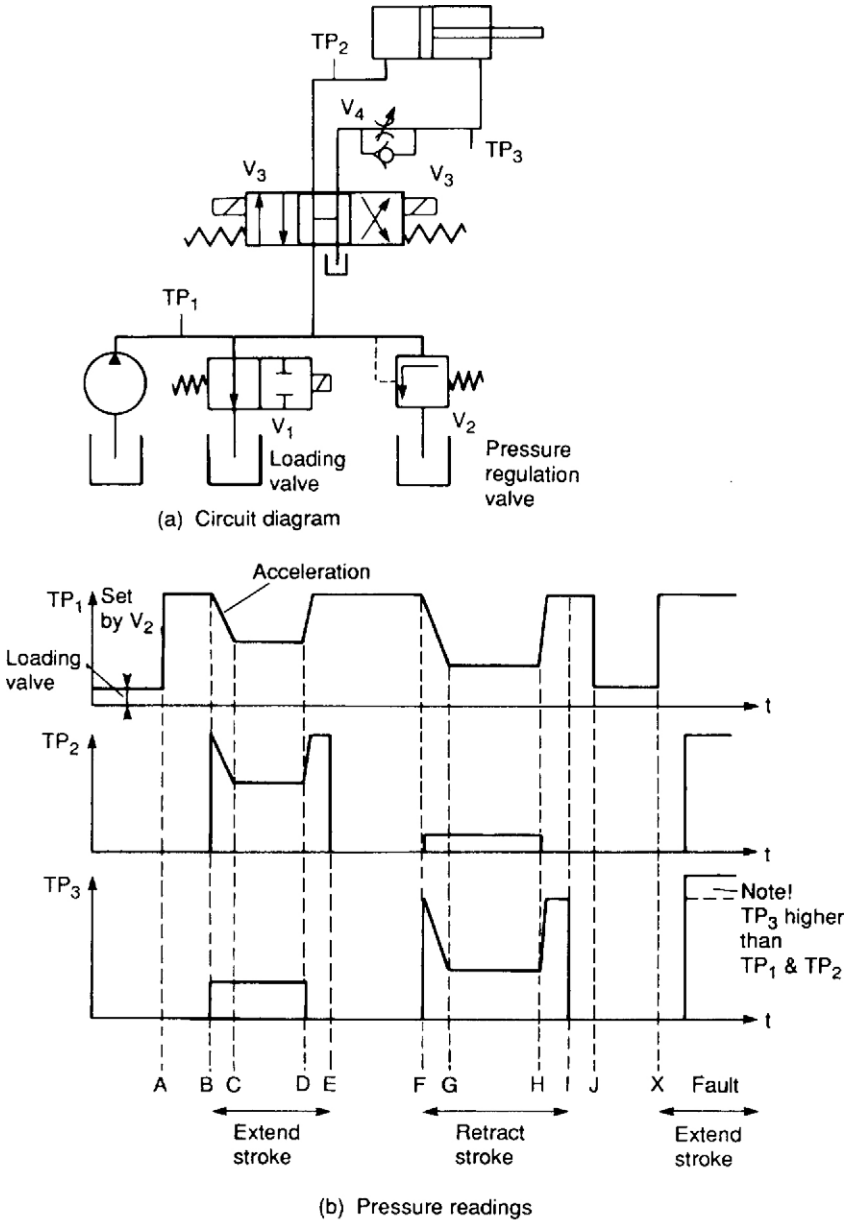 TP2
V4
TP3
V3
V3
TP1
V1
Loading
valve
V2
Pressure
regulation
valve
(a) Circuit diagram
Acceleration
TP1
Set
by V2
Loading
valve
t
TP2
t
TP3
Note!
TP3 higher
than
TP1 & TP2
t
A B C D E F G H I J X Fault
Extend
stroke
Retract
stroke
Extend
stroke
(b) Pressure readings